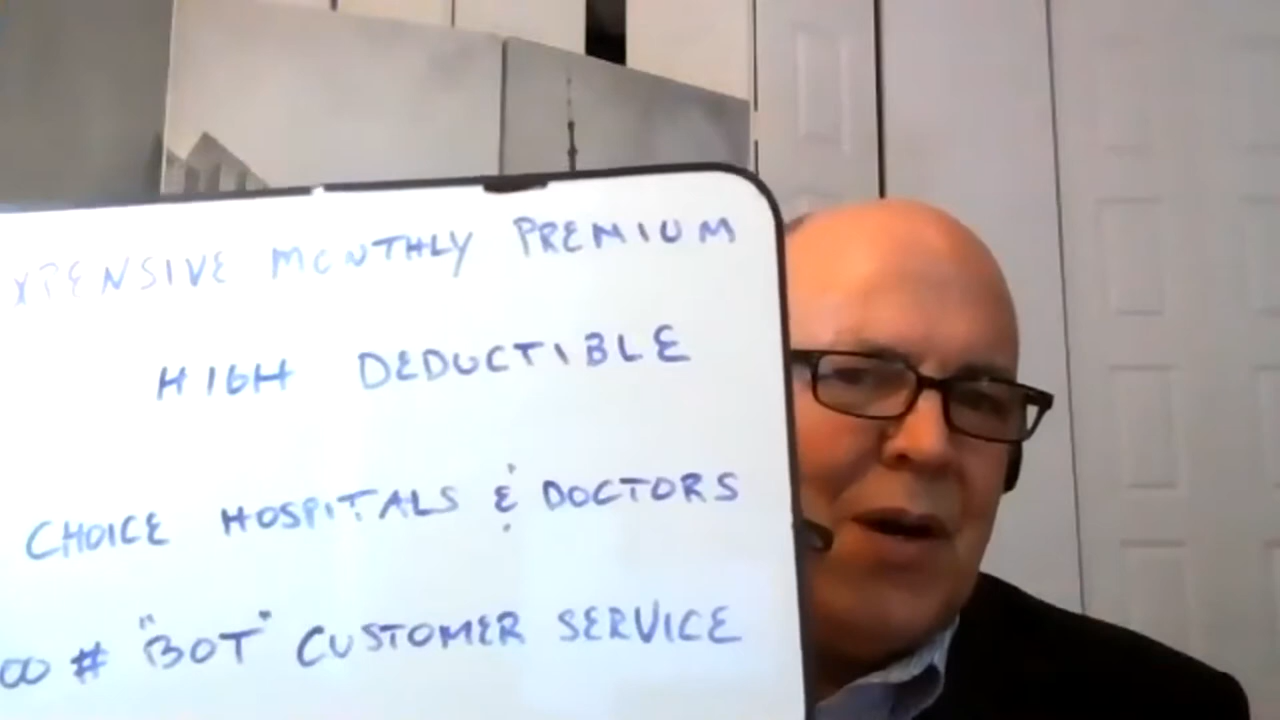 XPENSIVE MONTHLY PREMIUM
HIGH DEDUCTIBLE
CHOICE HOSPITALS & DOCTORS
00 # "BOT" CUSTOMER SERVICE